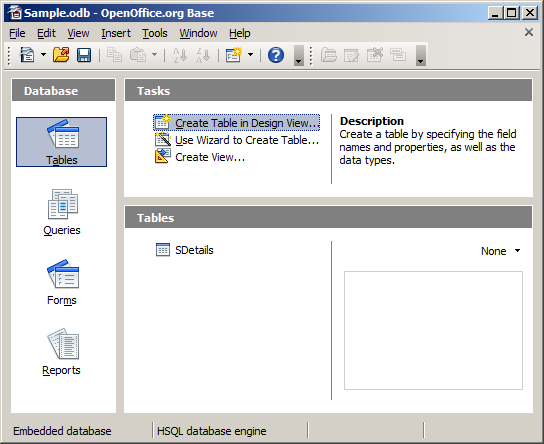 Sample.odb - OpenOffice.org Base
File Edit View Insert Tools Window Help
Database
Tables
Queries
Forms
Reports
Tasks
Create Table in Design View...
Use Wizard to Create Table...
Create View...
Description
Create a table by specifying the field
names and properties, as well as the
data types.
Tables
SDetails
None
Embedded database
HSQL database engine